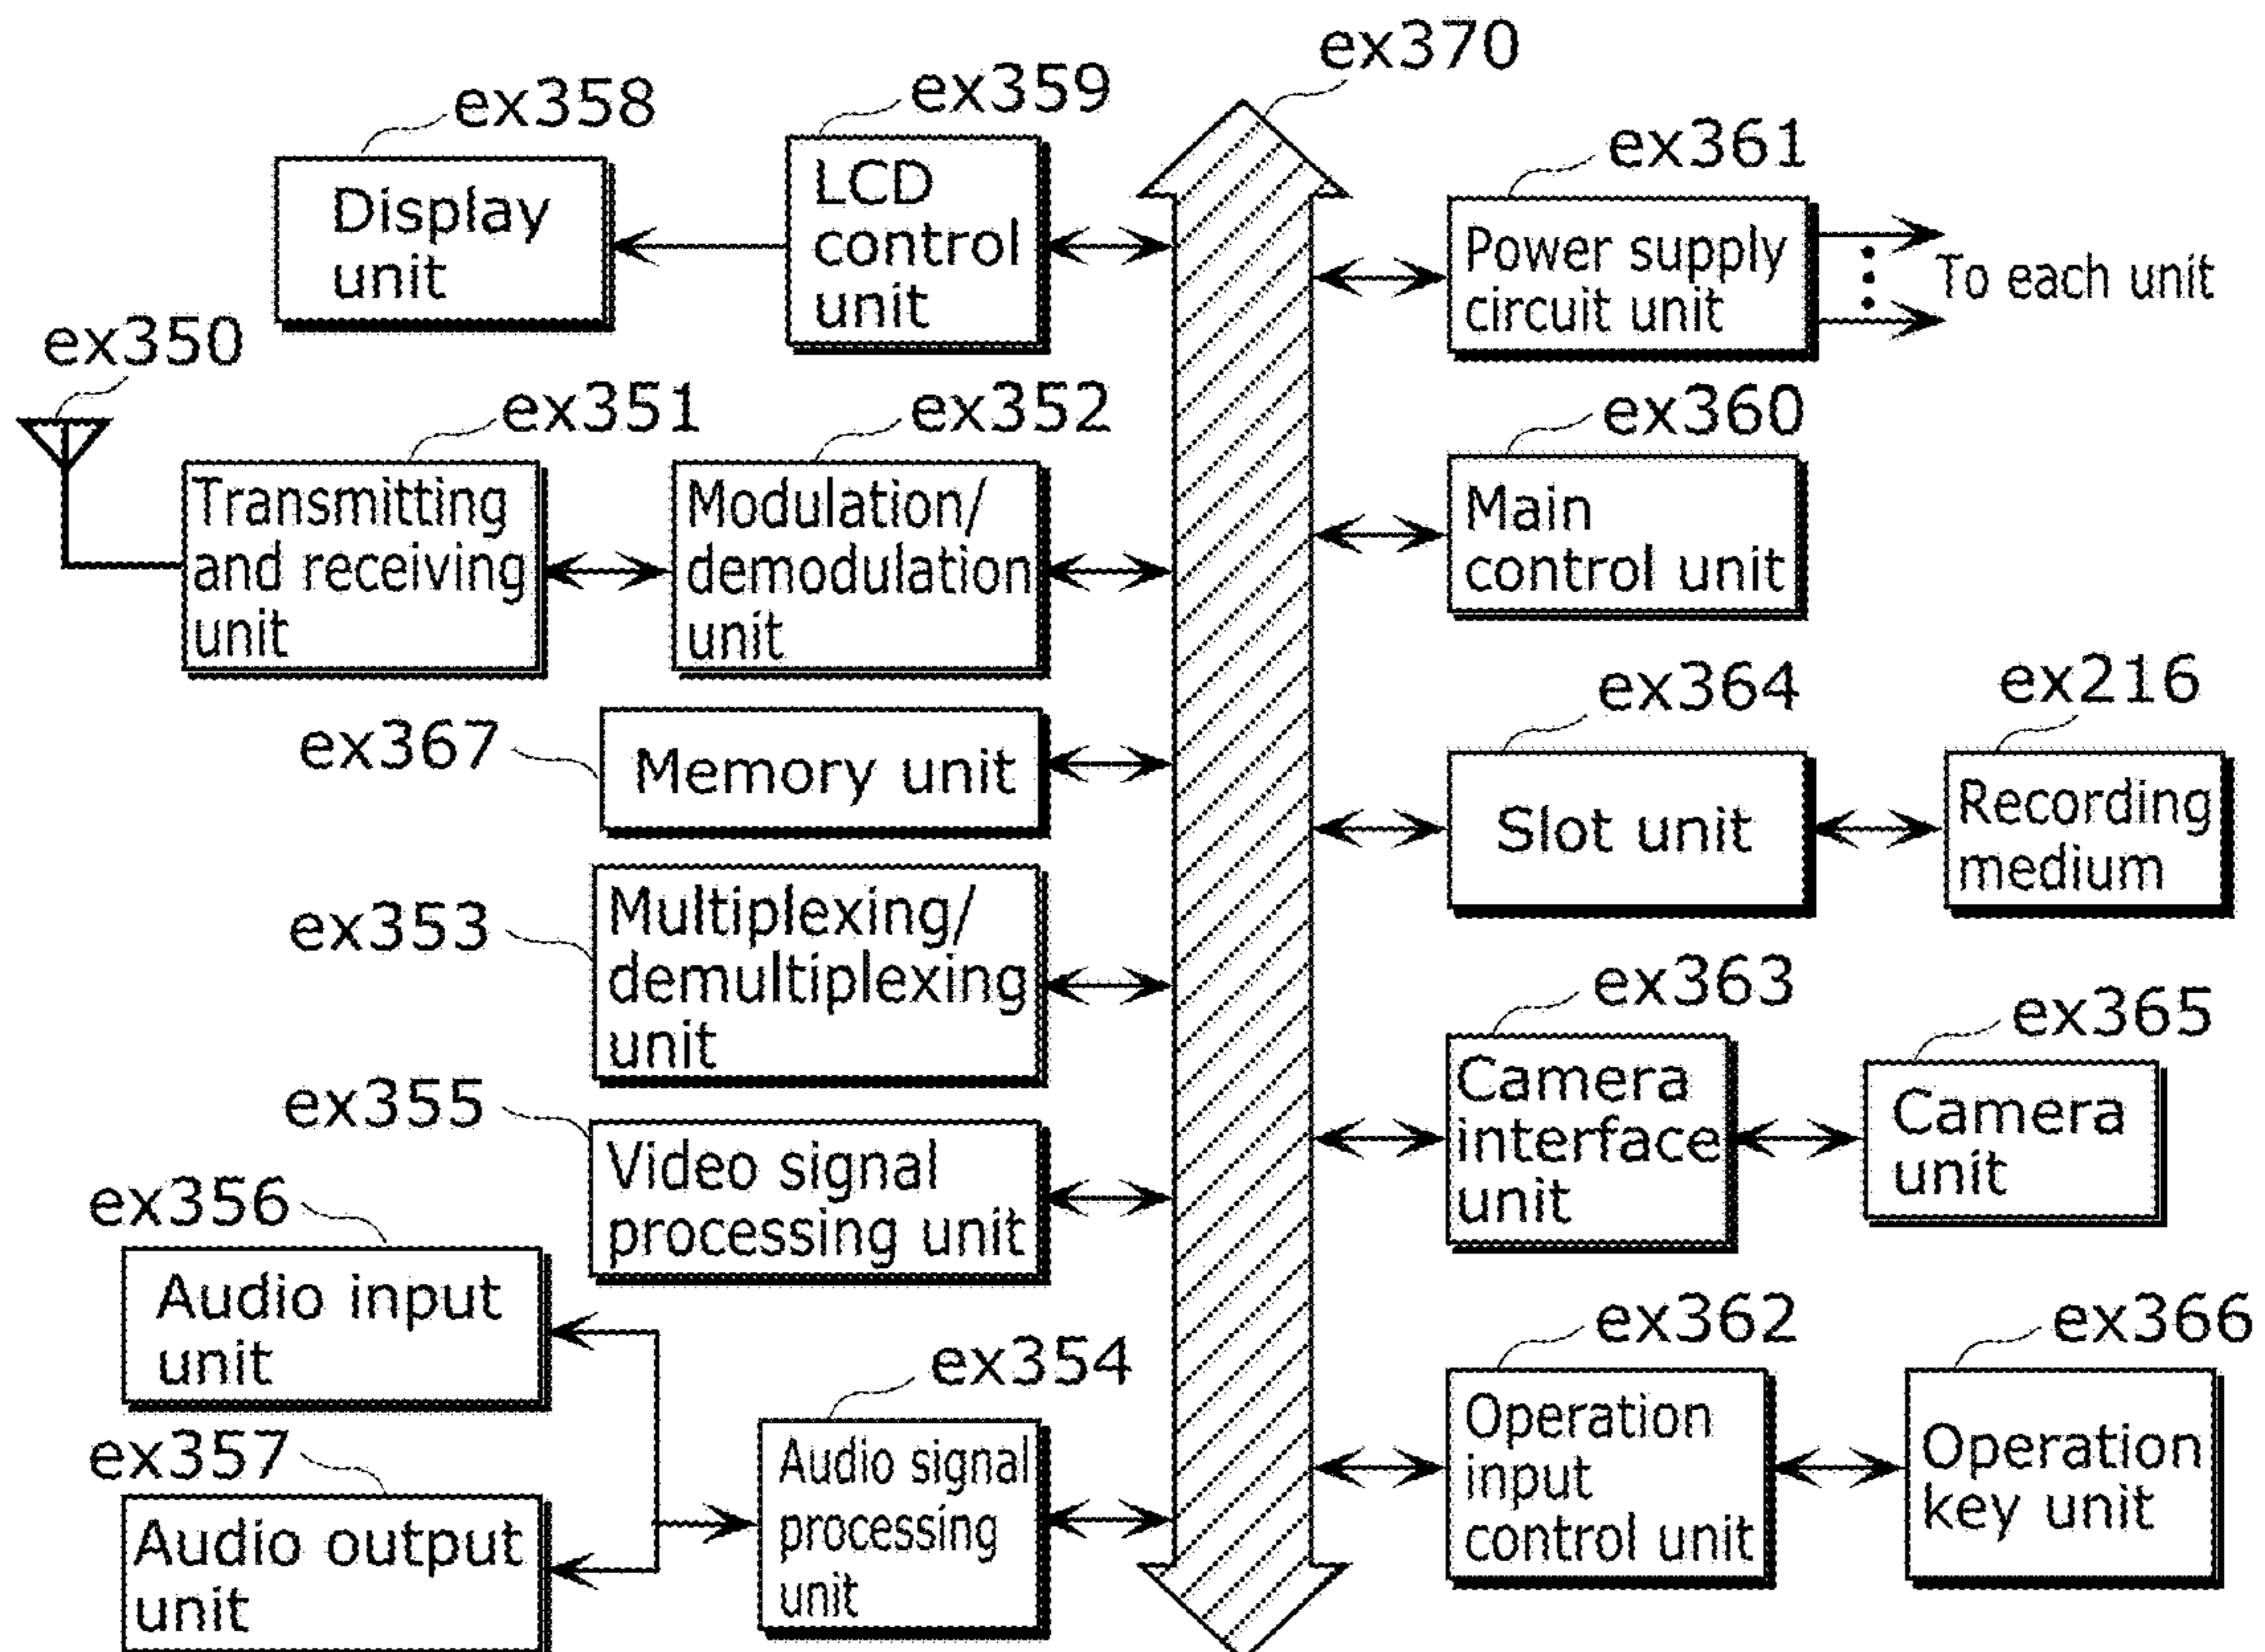 ex370
ex358
ex359
ex361
Display
unit
LCD
control
unit
Power supply
circuit unit
To each unit
ex350
ex351
ex352
ex360
Transmitting
and receiving
unit
Modulation/
demodulation
unit
Main
control unit
ex364
ex216
ex367
Memory unit
Slot unit
Recording
medium
ex353
Multiplexing/
demultiplexing
unit
ex363
ex365
Camera
interface
unit
Camera
unit
ex355
Video signal
processing unit
ex356
Audio input
unit
ex354
ex362
ex366
ex357
Audio output
unit
Audio signal
processing
unit
Operation
input
control unit
Operation
key unit